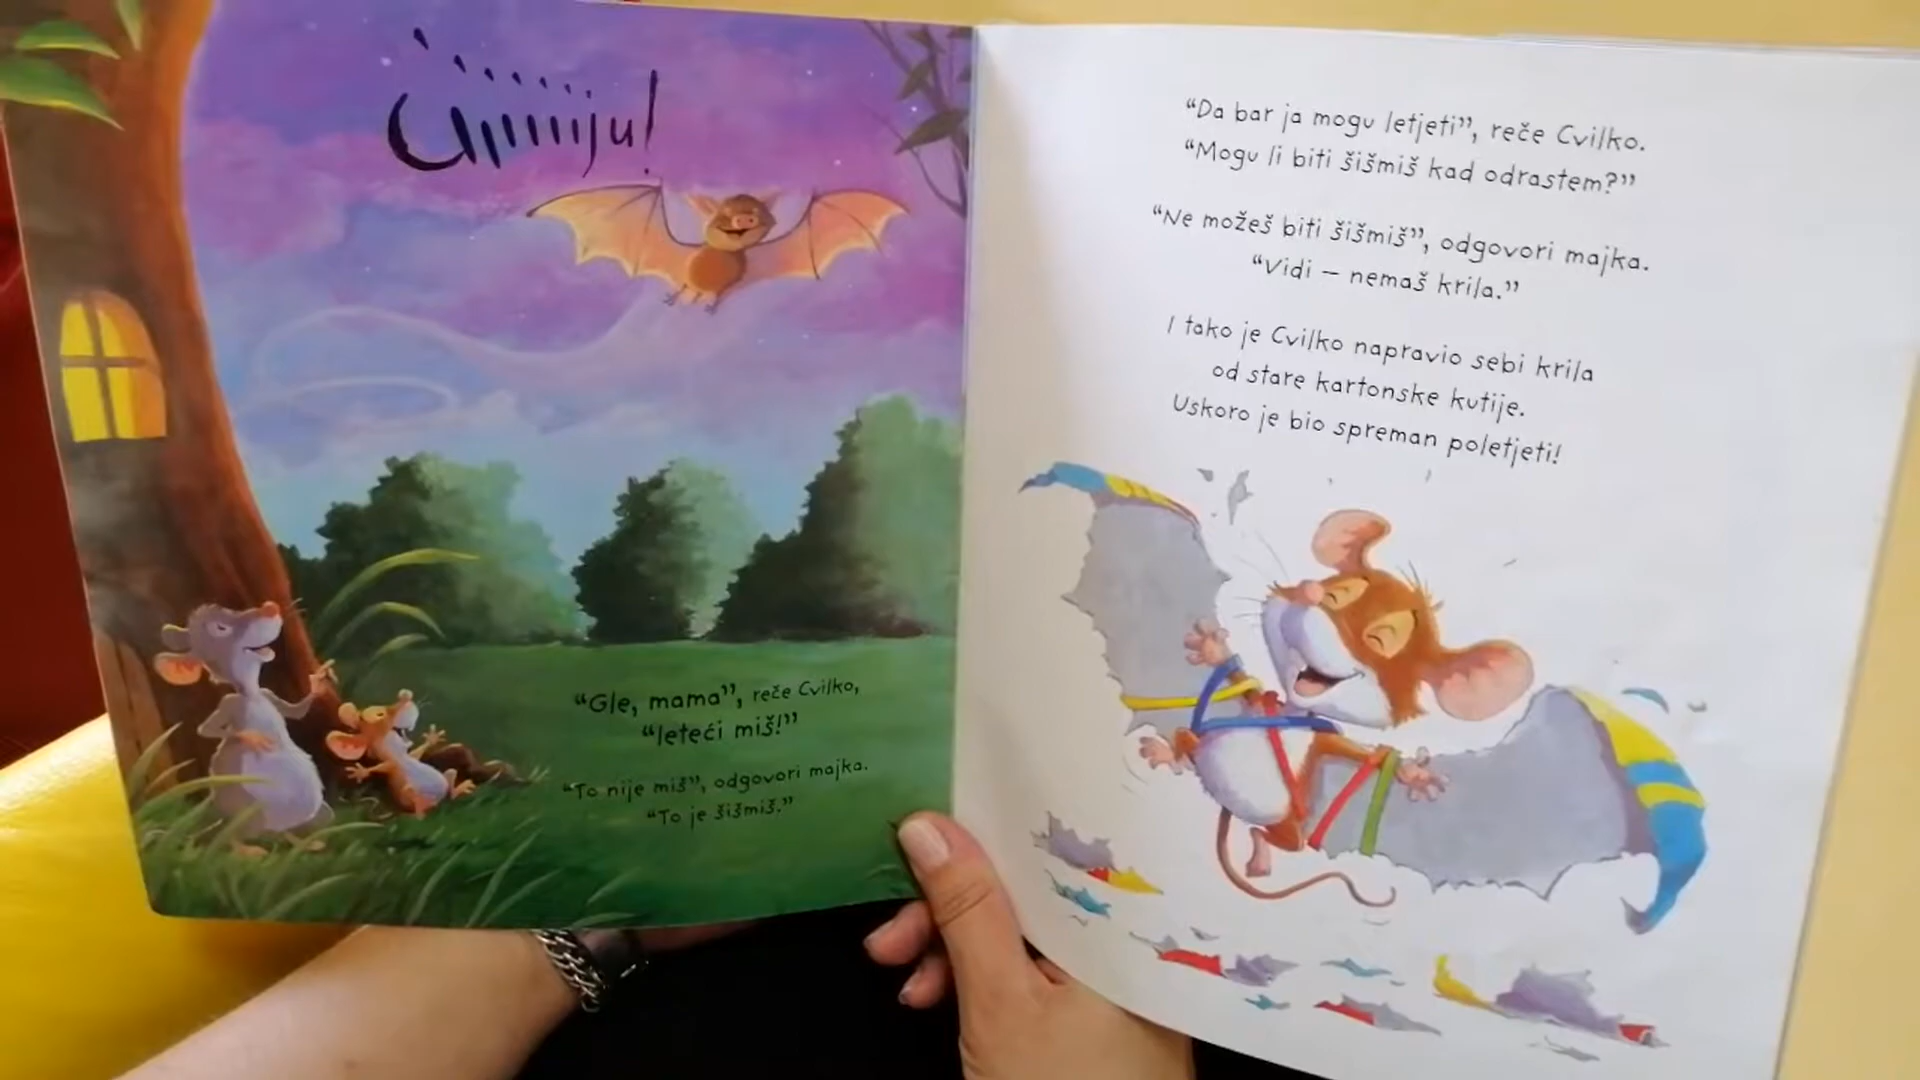 Ciiiiiiju!
“Gle, mama”, reče Cvilko,
“leteći miš!”
“To nije miš”, odgovori majka.
“To je šišmiš.”
“Da bar ja mogu letjeti”, reče Cvilko.
“Mogu li biti šišmiš kad odrastem?”
“Ne možeš biti šišmiš”, odgovori majka.
“Vidi – nemaš krila.”
I tako je Cvilko napravio sebi krila
od stare kartonske kutije.
Uskoro je bio spreman poletjeti!